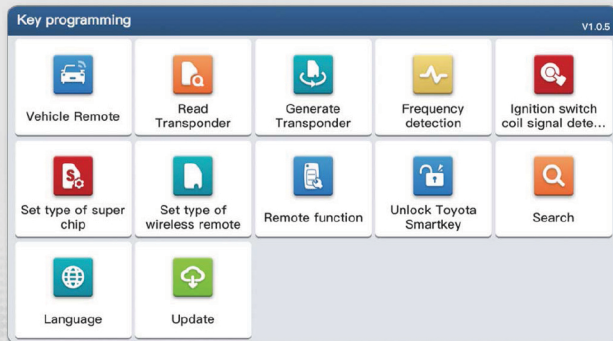 Key programming
V1.0.5
Vehicle Remote
Read
Transponder
Generate
Transponder
Frequency
detection
Ignition switch
coil signal dete...
Set type of super
chip
Set type of
wireless remote
Remote function
Unlock Toyota
Smartkey
Search
Language
Update